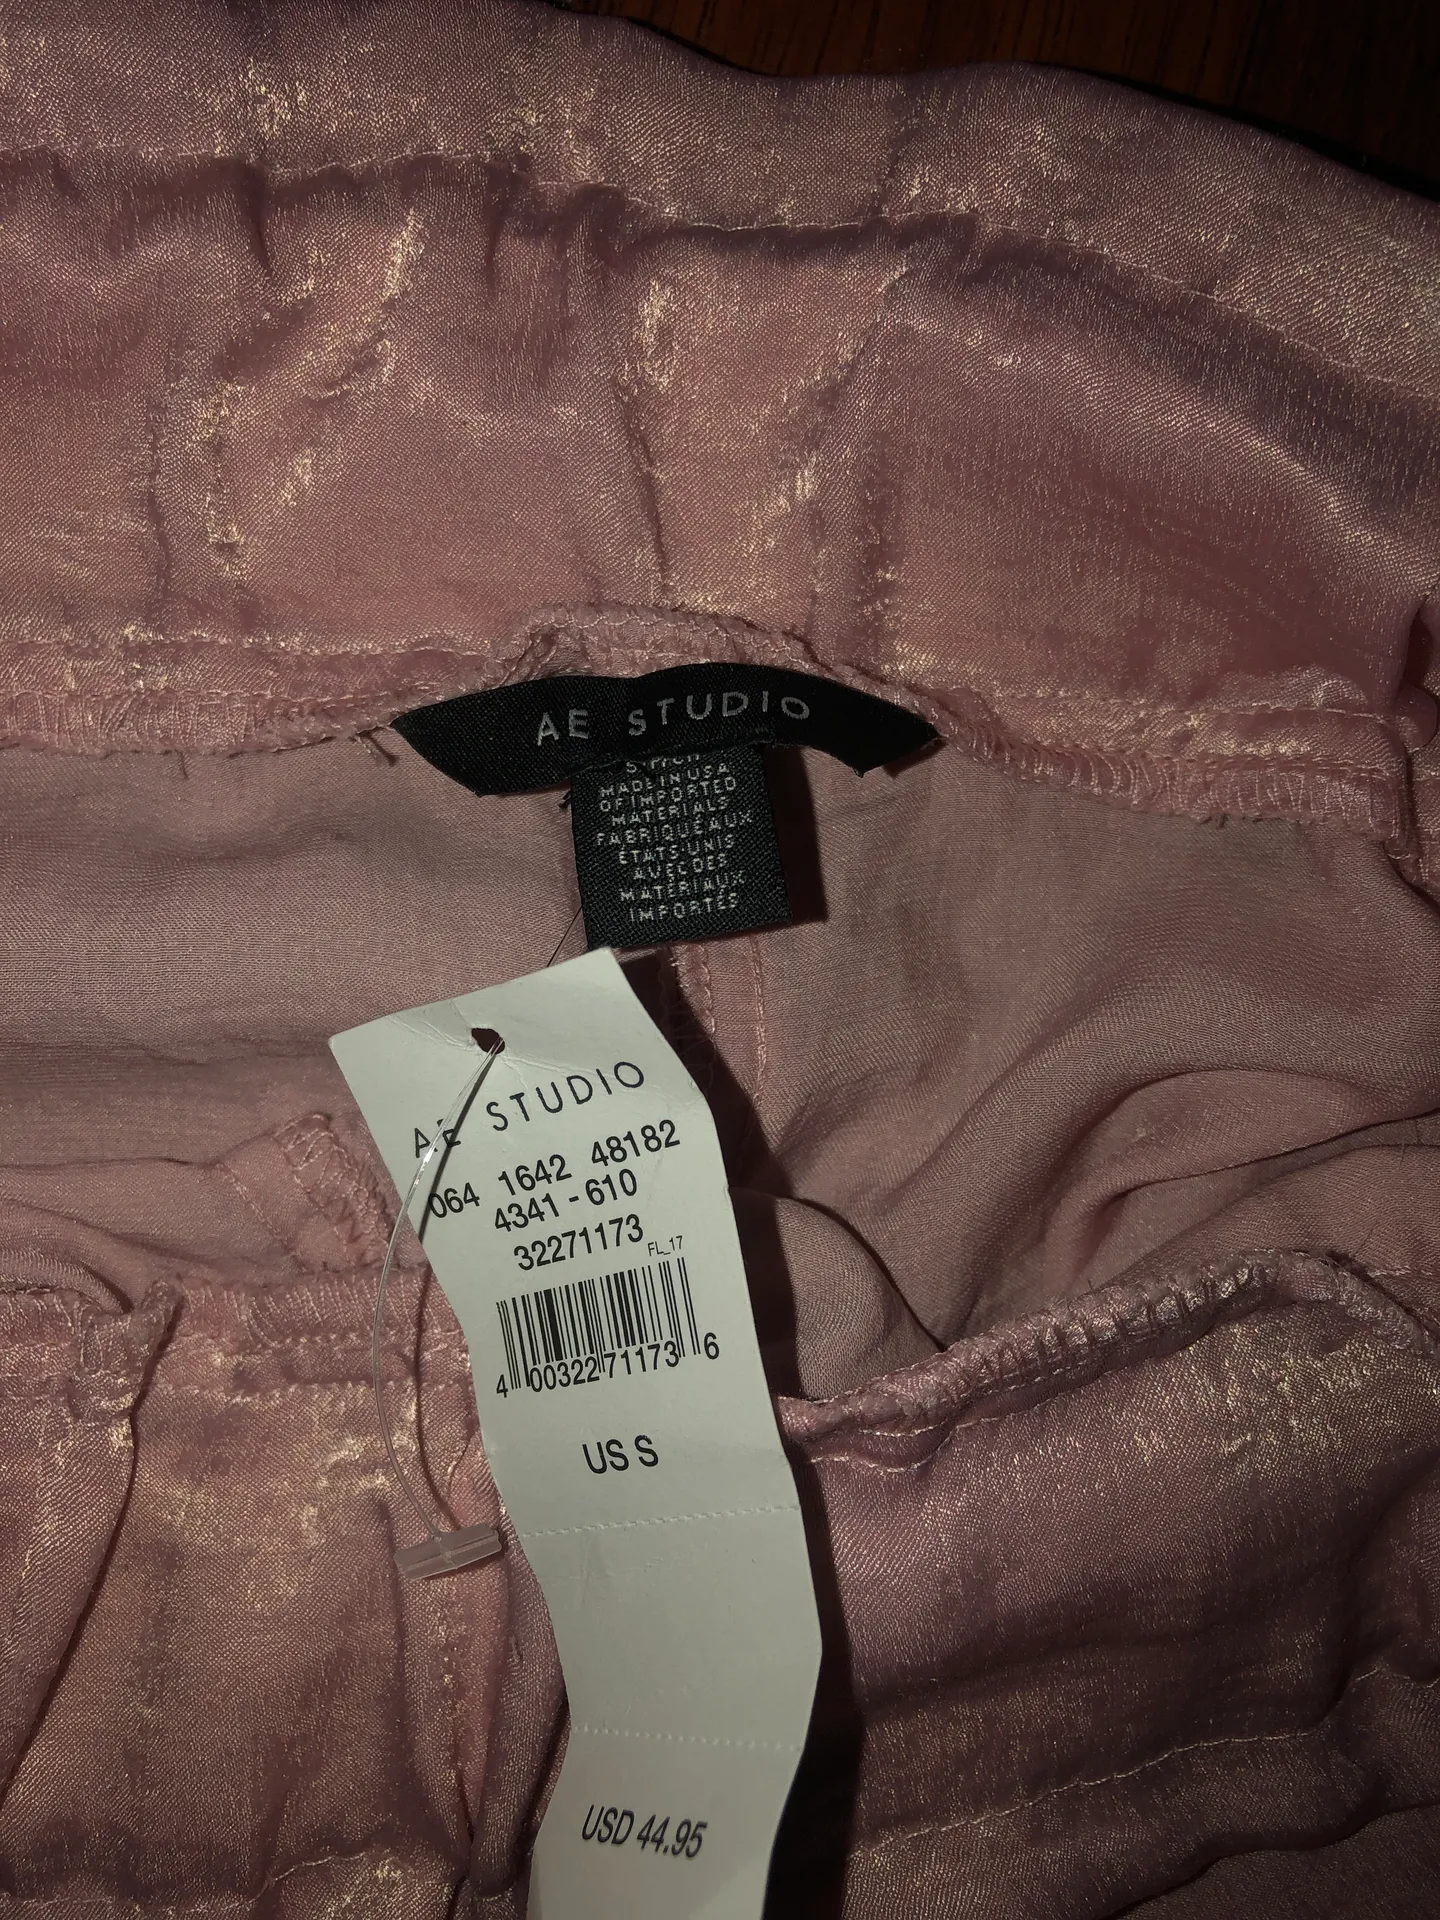 AE STUDIO
S·P/CH
MADE IN USA
OF IMPORTED
MATERIALS
FABRIQUÉ AUX
ÉTATS-UNIS
AVEC DES
MATÉRIAUX
IMPORTÉS
AE STUDIO
064 1642 48182
4341-610
32271173
FL_17
4 00322 71173 6
US S
USD 44.95